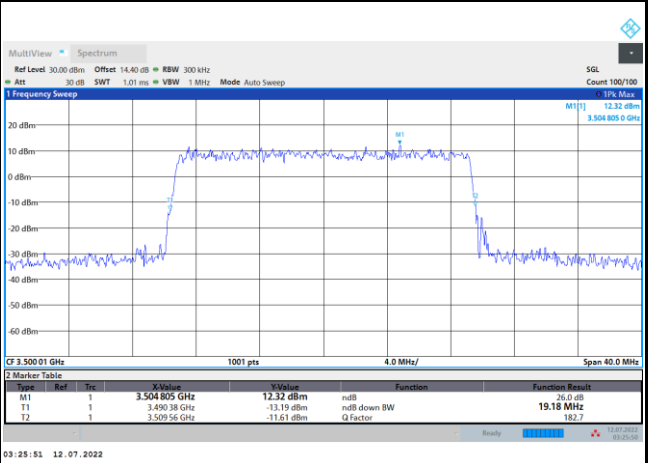 MultiView Spectrum
Ref Level 30.00 dBm Offset 14.40 dB RBW 300 kHz SGL
Att 30 dB SWT 1.01 ms VBW 1 MHz Mode Auto Sweep Count 100/100
1 Frequency Sweep 1Pk Max
M1[1] 12.32 dBm
3.504 805 0 GHz
20 dBm
M1
10 dBm
0 dBm
T1 T2
-10 dBm
-20 dBm
-30 dBm
-40 dBm
-50 dBm
-60 dBm
CF 3.500 01 GHz 1001 pts 4.0 MHz/ Span 40.0 MHz
2 Marker Table
Type Ref Trc X-Value Y-Value Function Function Result
M1 1 3.504 805 GHz 12.32 dBm ndB 26.0 dB
T1 1 3.490 38 GHz -13.19 dBm ndB down BW 19.18 MHz
T2 1 3.509 56 GHz -11.61 dBm Q Factor 182.7
Ready 12.07.2022
03:25:50
03:25:51 12.07.2022